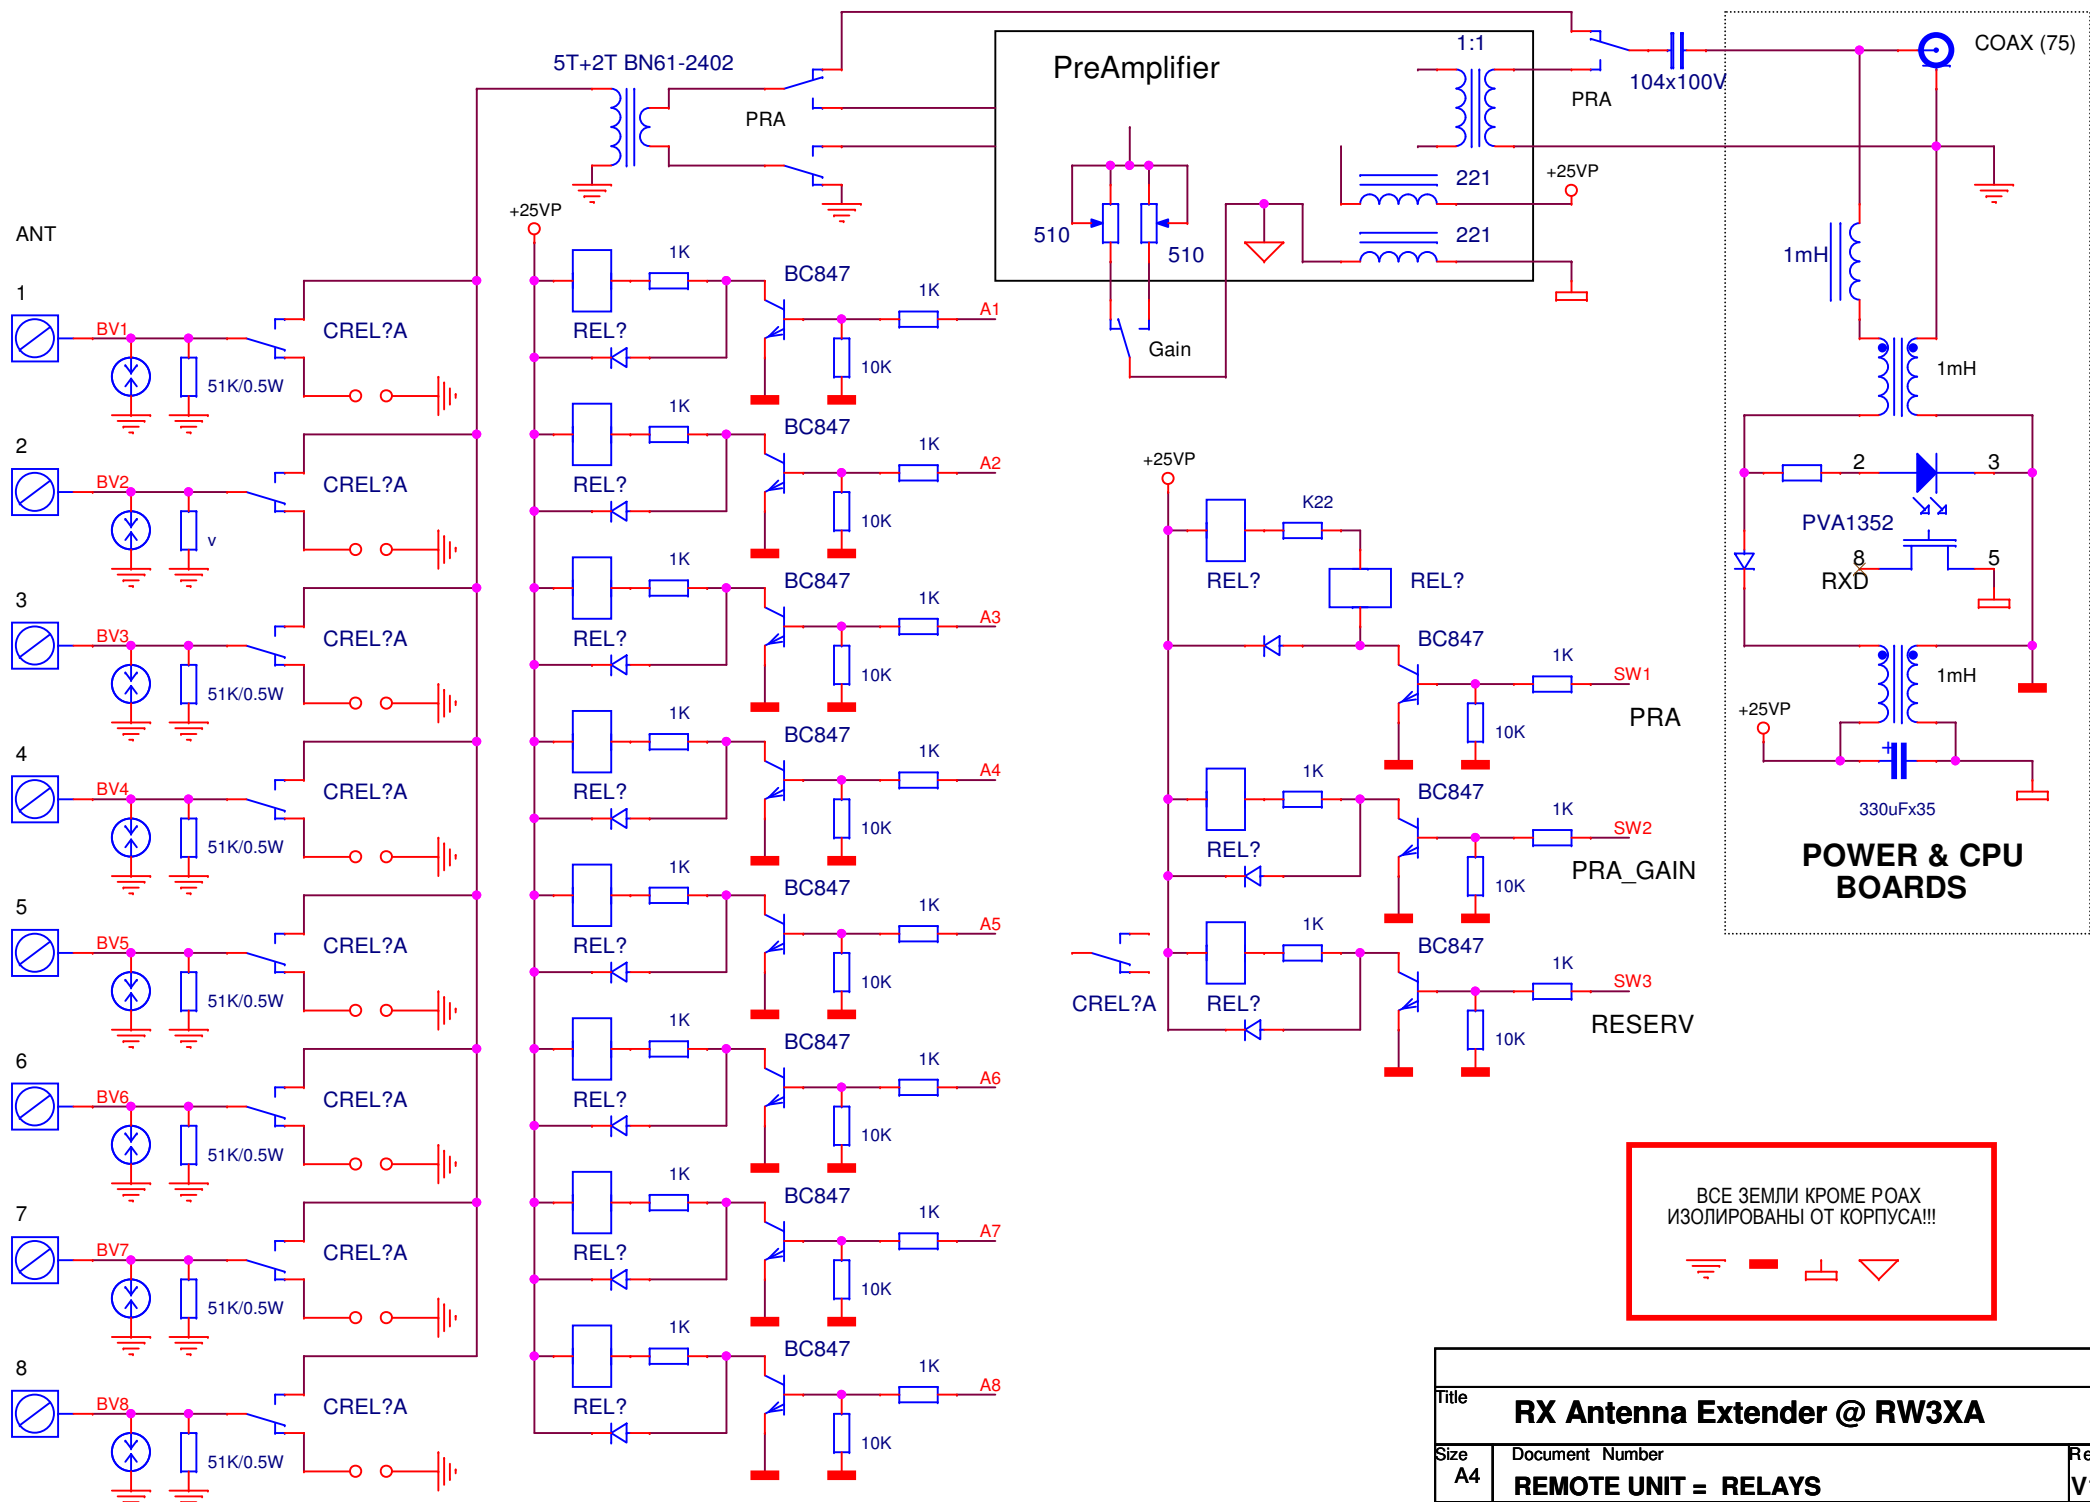 5T+2T BN61-2402
PRA
PreAmplifier
1:1
PRA
104x100V
COAX (75)
510
510
221
221
+25VP
Gain
1mH
1mH
2
3
PVA1352
8
5
RXD
1mH
+25VP
330uFx35
POWER & CPU
BOARDS
ANT
+25VP
1
BV1
51K/0.5W
CREL?A
REL?
1K
BC847
1K
A1
10K
2
BV2
v
CREL?A
REL?
1K
BC847
1K
A2
10K
3
BV3
51K/0.5W
CREL?A
REL?
1K
BC847
1K
A3
10K
4
BV4
51K/0.5W
CREL?A
REL?
1K
BC847
1K
A4
10K
5
BV5
51K/0.5W
CREL?A
REL?
1K
BC847
1K
A5
10K
6
BV6
51K/0.5W
CREL?A
REL?
1K
BC847
1K
A6
10K
7
BV7
51K/0.5W
CREL?A
REL?
1K
BC847
1K
A7
10K
8
BV8
51K/0.5W
CREL?A
REL?
1K
BC847
1K
A8
10K
+25VP
K22
REL?
REL?
BC847
1K
SW1
10K
PRA
1K
REL?
BC847
1K
SW2
10K
PRA_GAIN
CREL?A
1K
REL?
BC847
1K
SW3
10K
RESERV
ВСЕ ЗЕМЛИ КРОМЕ POAX
ИЗОЛИРОВАНЫ ОТ КОРПУСА!!!
Title
RX Antenna Extender @ RW3XA
Size
A4
Document Number
REMOTE UNIT = RELAYS